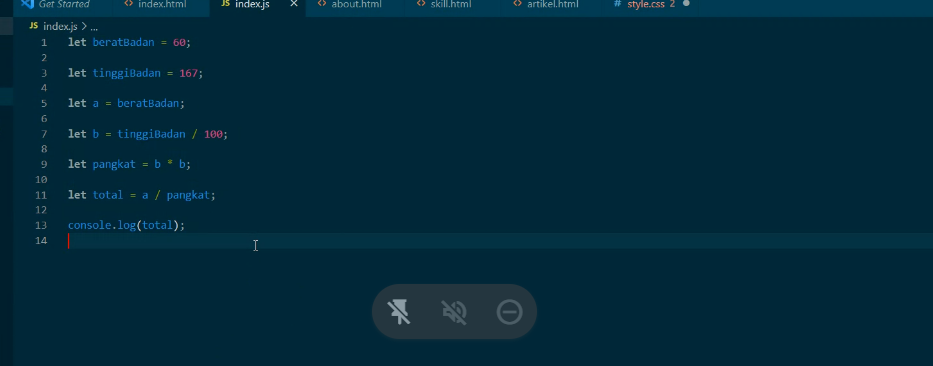 Get Started index.html JS index.js about.html skill.html artikel.html # style.css 2
JS index.js > ...
1 let beratBadan = 60;
2
3 let tinggiBadan = 167;
4
5 let a = beratBadan;
6
7 let b = tinggiBadan / 100;
8
9 let pangkat = b * b;
10
11 let total = a / pangkat;
12
13 console.log(total);
14